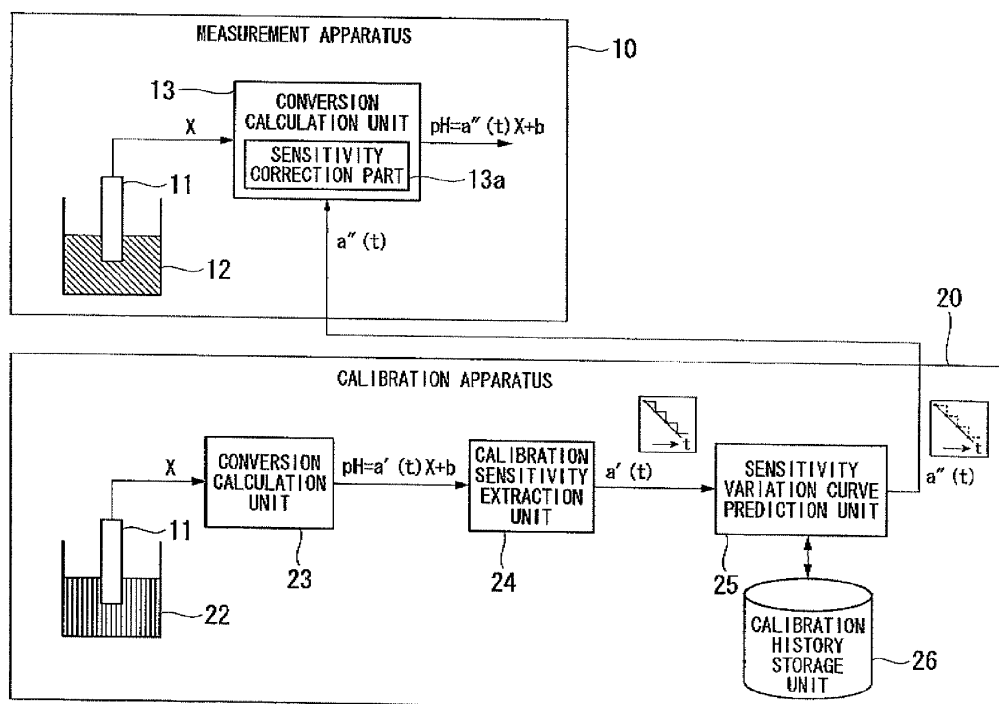 MEASUREMENT APPARATUS
10
13
CONVERSION
CALCULATION UNIT
SENSITIVITY
CORRECTION PART
13a
X
pH=a″(t)X+b
11
12
a″(t)
20
CALIBRATION APPARATUS
X
11
22
CONVERSION
CALCULATION
UNIT
23
pH=a′(t)X+b
CALIBRATION
SENSITIVITY
EXTRACTION
UNIT
24
t
a′(t)
SENSITIVITY
VARIATION CURVE
PREDICTION UNIT
25
t
a″(t)
CALIBRATION
HISTORY
STORAGE
UNIT
26